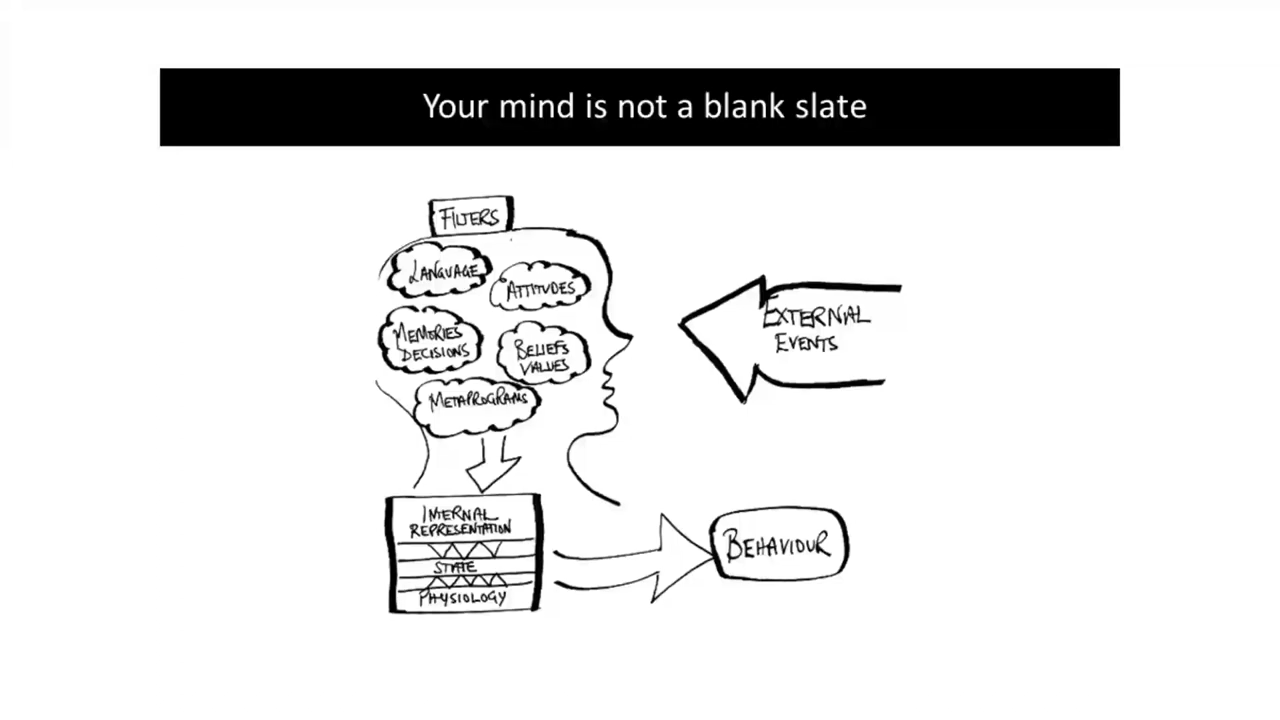 Your mind is not a blank slate
FILTERS
LANGUAGE
ATTITUDES
MEMORIES
DECISIONS
BELIEFS
VALUES
METAPROGRAMS
EXTERNAL
EVENTS
INTERNAL
REPRESENTATION
STATE
PHYSIOLOGY
BEHAVIOUR